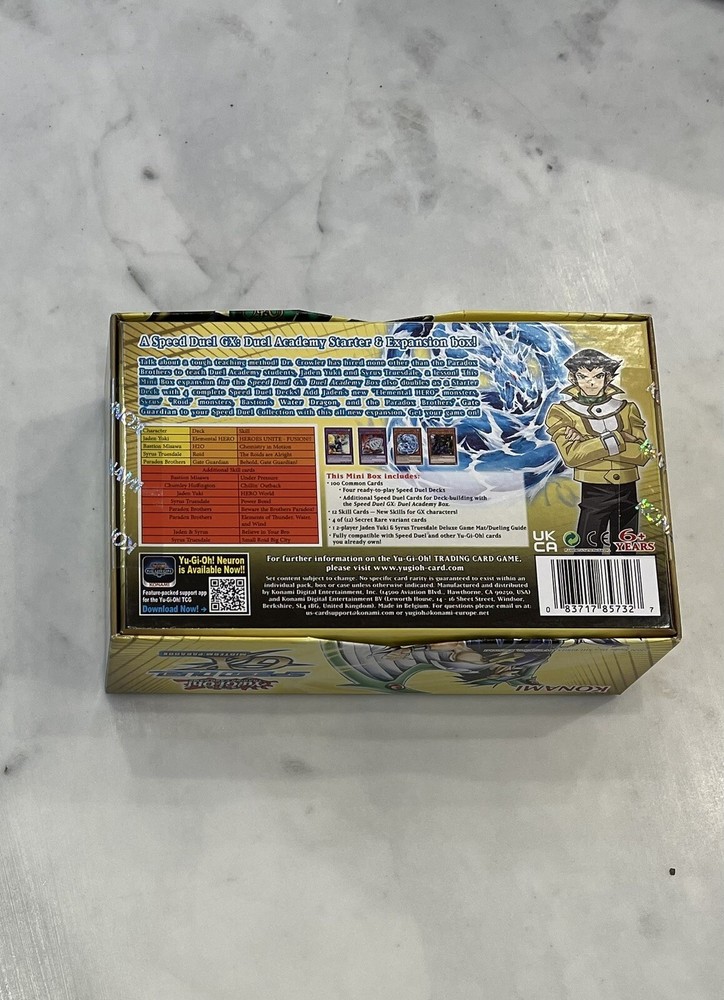 A Speed Duel GX: Duel Academy Starter & Expansion box!
Talk about a tough teaching method! Dr. Crowler has hired none other than the Paradox
Brothers to teach Duel Academy students, Jaden Yuki and Syrus Truesdale a lesson! This
Mini Box expansion for the Speed Duel GX: Duel Academy Box also doubles as a Starter
Deck with 4 complete Speed Duel Decks! Add Jaden's new Elemental HERO monsters,
Syrus's Roid monsters, Bastion's Water Dragon and the Paradox Brothers' Gate
Guardian to your Speed Duel Collection with this all new expansion. Get your game on!
Character Deck Skill
Jaden Yuki Elemental HERO HEROES UNITE - FUSION!!
Bastion Misawa H2O Chemistry in Motion
Syrus Truesdale Roid The Roids are Alright
Paradox Brothers Gate Guardian Behold, Gate Guardian!
Additional Skill cards
Bastion Misawa Under Pressure
Chumley Huffington Chillin' Outback
Jaden Yuki HERO World
Syrus Truesdale Power Bond
Paradox Brothers Beware the Brothers Paradox!
Paradox Brothers Elements of Thunder, Water,
and Wind
Jaden & Syrus Believe in Your Bro
Syrus Truesdale Small Roid Big City
This Mini Box includes:
• 100 Common Cards
• Four ready-to-play Speed Duel Decks
• Additional Speed Duel Cards for Deck-building with
the Speed Duel GX: Duel Academy Box.
• 12 Skill Cards — New Skills for GX characters!
• 4 of (12) Secret Rare variant cards
• 1 2-player Jaden Yuki & Syrus Truesdale Deluxe Game Mat/Dueling Guide
• Fully compatible with Speed Duel and other Yu-Gi-Oh! cards
you already own!
UK
CA
CE
6+
YEARS
Yu-Gi-Oh! Neuron
is Available Now!!
KONAMI
Feature-packed support app
for the Yu-Gi-Oh! TCG
Download Now!
For further information on the Yu-Gi-Oh! TRADING CARD GAME,
please visit www.yugioh-card.com
Set content subject to change. No specific card rarity is guaranteed to exist within an
individual pack, box or case unless otherwise indicated. Manufactured and distributed
by Konami Digital Entertainment, Inc. (14500 Aviation Blvd., Hawthorne, CA 90250, USA)
and Konami Digital Entertainment BV (Leworth House, 14 - 16 Sheet Street, Windsor,
Berkshire, SL4 1BG, United Kingdom). Made in Belgium. For questions please email us at:
us-cardsupport@konami.com or yugioh@konami-europe.net
0 83717 85732 7
Yu-Gi-Oh!
SPEED DUEL
GX
MIDTERM PARADOX
KONAMI